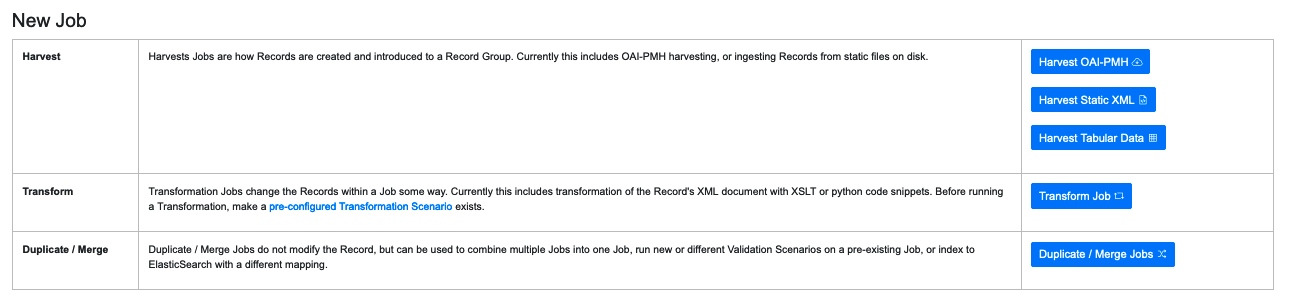 New Job
Harvest
Harvests Jobs are how Records are created and introduced to a Record Group. Currently this includes OAI-PMH harvesting, or ingesting Records from static files on disk.
Harvest OAI-PMH
Harvest Static XML
Harvest Tabular Data
Transform
Transformation Jobs change the Records within a Job some way. Currently this includes transformation of the Record's XML document with XSLT or python code snippets. Before running
a Transformation, make a pre-configured Transformation Scenario exists.
Transform Job
Duplicate / Merge
Duplicate / Merge Jobs do not modify the Record, but can be used to combine multiple Jobs into one Job, run new or different Validation Scenarios on a pre-existing Job, or index to
ElasticSearch with a different mapping.
Duplicate / Merge Jobs